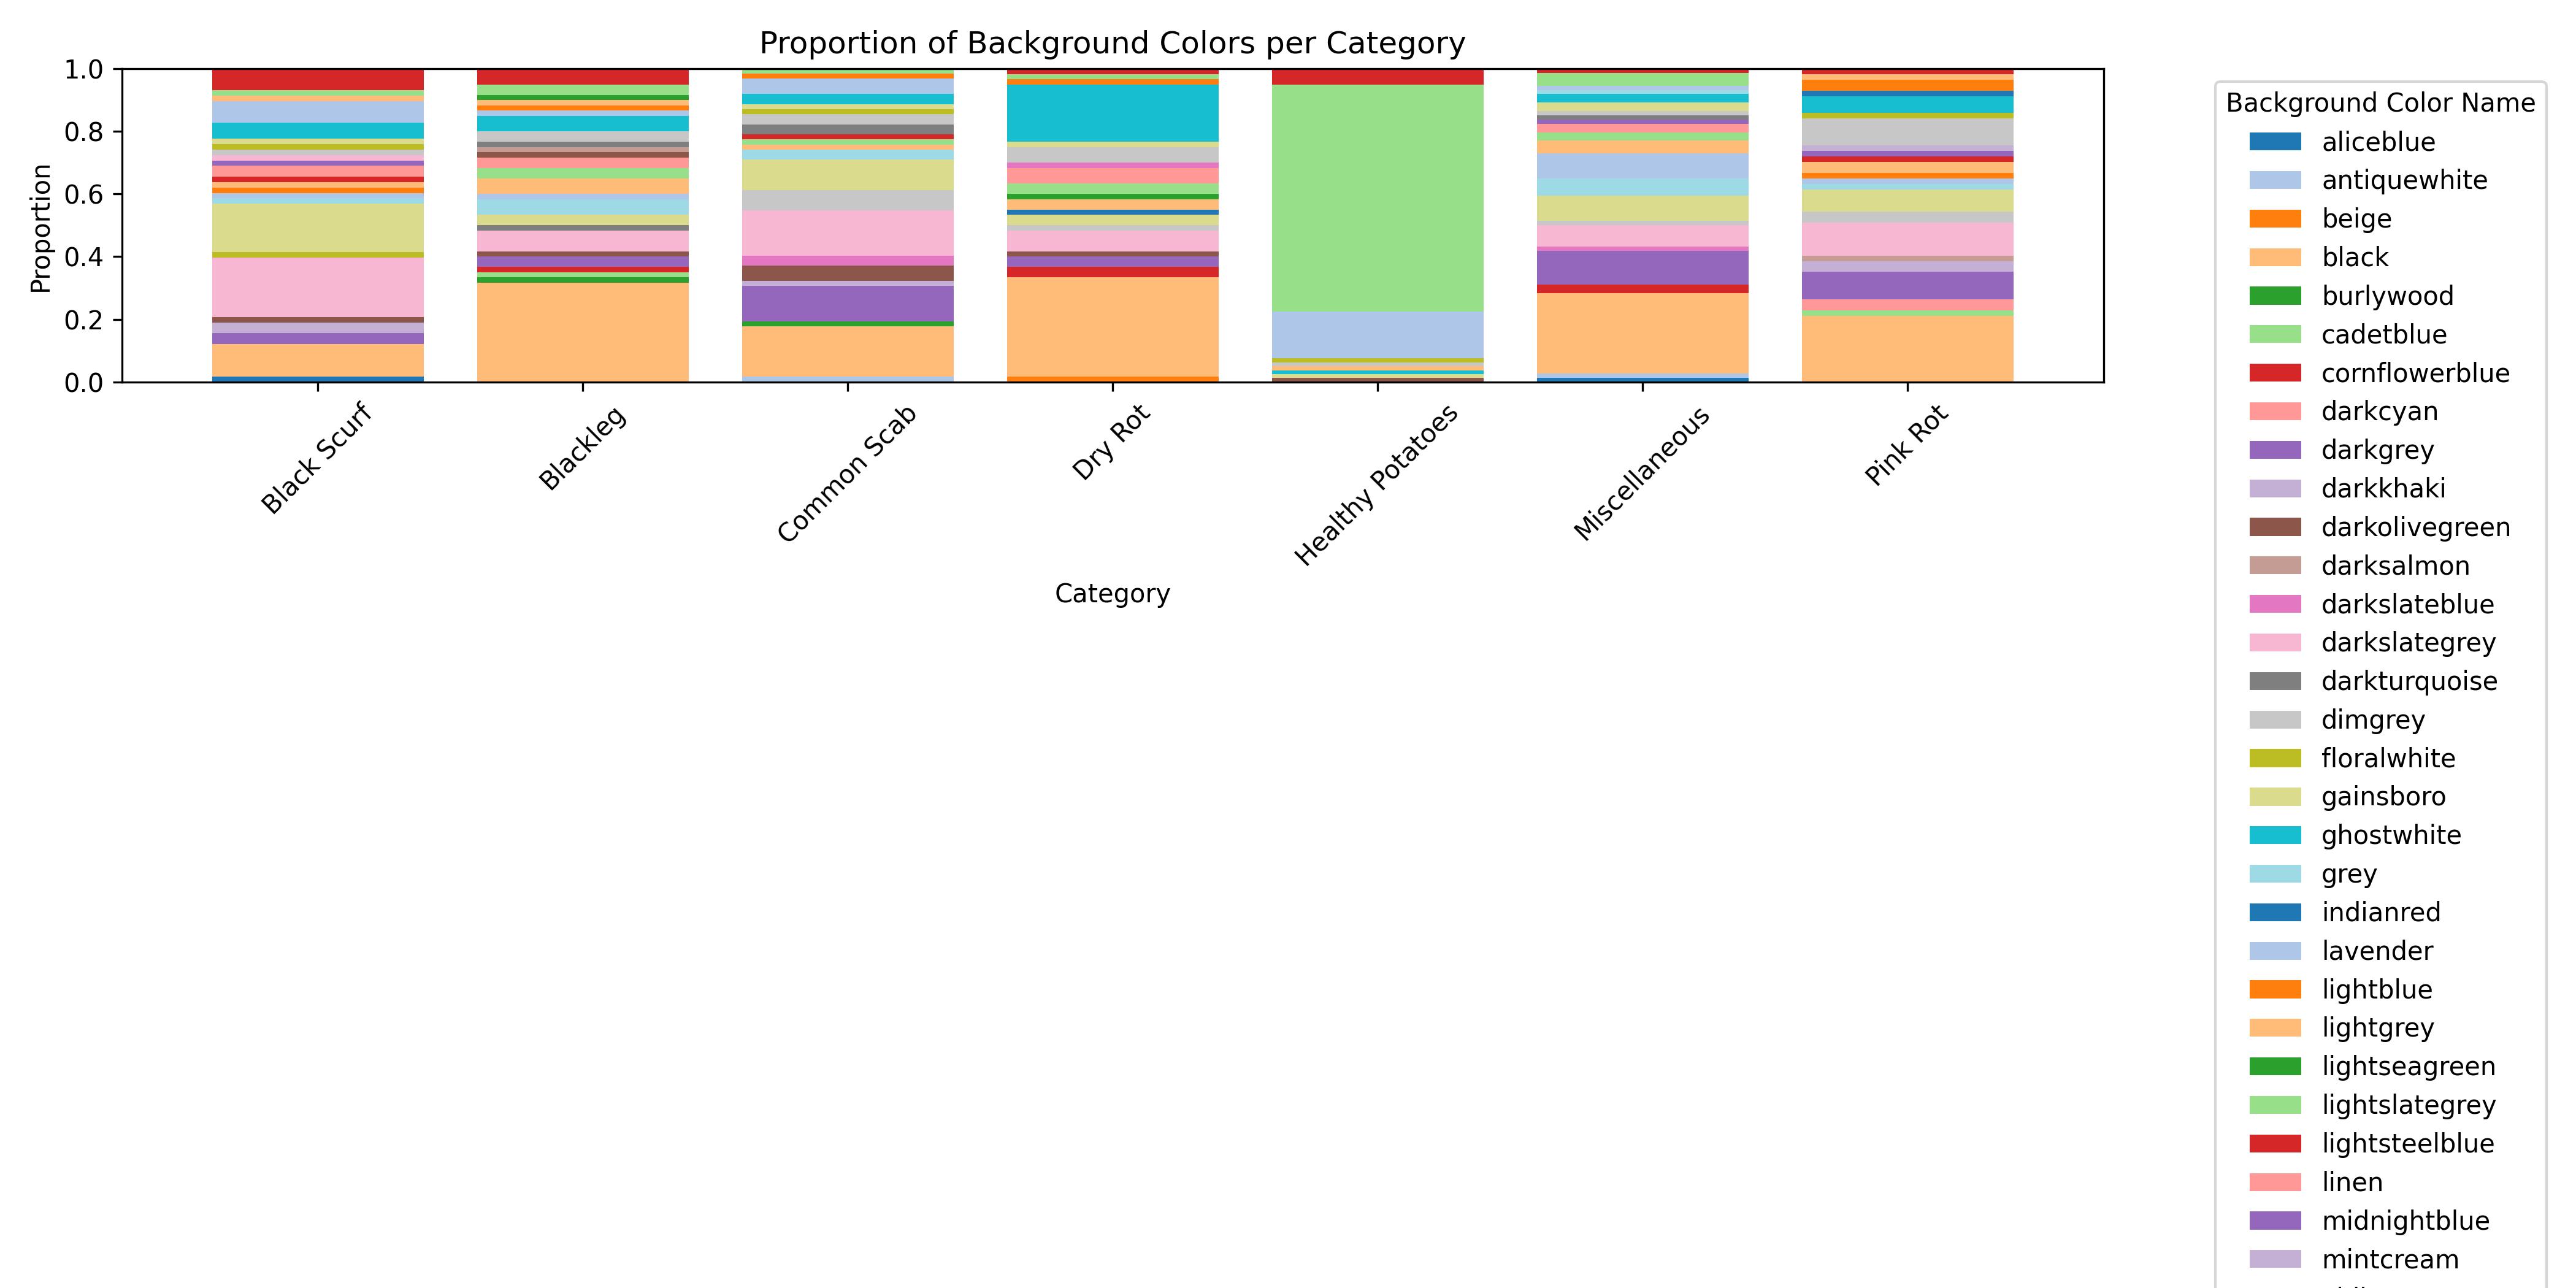 Proportion of Background Colors per Category
1.0
0.8
0.6
0.4
0.2
0.0
Proportion
Black Scurf
Blackleg
Common Scab
Dry Rot
Healthy Potatoes
Miscellaneous
Pink Rot
Category
Background Color Name
aliceblue
antiquewhite
beige
black
burlywood
cadetblue
cornflowerblue
darkcyan
darkgrey
darkkhaki
darkolivegreen
darksalmon
darkslateblue
darkslategrey
darkturquoise
dimgrey
floralwhite
gainsboro
ghostwhite
grey
indianred
lavender
lightblue
lightgrey
lightseagreen
lightslategrey
lightsteelblue
linen
midnightblue
mintcream